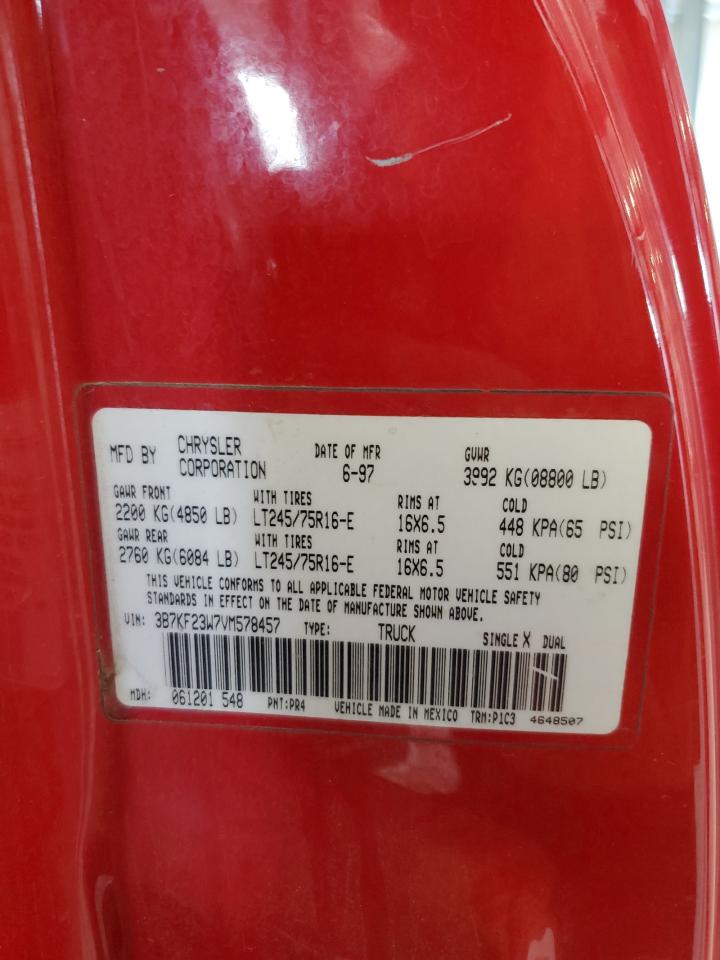 MFD BY CHRYSLER CORPORATION DATE OF MFR 6-97 GVWR 3992 KG(08800 LB)
GAWR FRONT WITH TIRES RIMS AT COLD
2200 KG(4850 LB) LT245/75R16-E 16X6.5 448 KPA(65 PSI)
GAWR REAR WITH TIRES RIMS AT COLD
2760 KG(6084 LB) LT245/75R16-E 16X6.5 551 KPA(80 PSI)
THIS VEHICLE CONFORMS TO ALL APPLICABLE FEDERAL MOTOR VEHICLE SAFETY
STANDARDS IN EFFECT ON THE DATE OF MANUFACTURE SHOWN ABOVE.
VIN: 3B7KF23W7VM578457 TYPE: TRUCK SINGLE X DUAL
MDH: 061201 548 PNT:PR4 VEHICLE MADE IN MEXICO TRM:P1C3 4648507